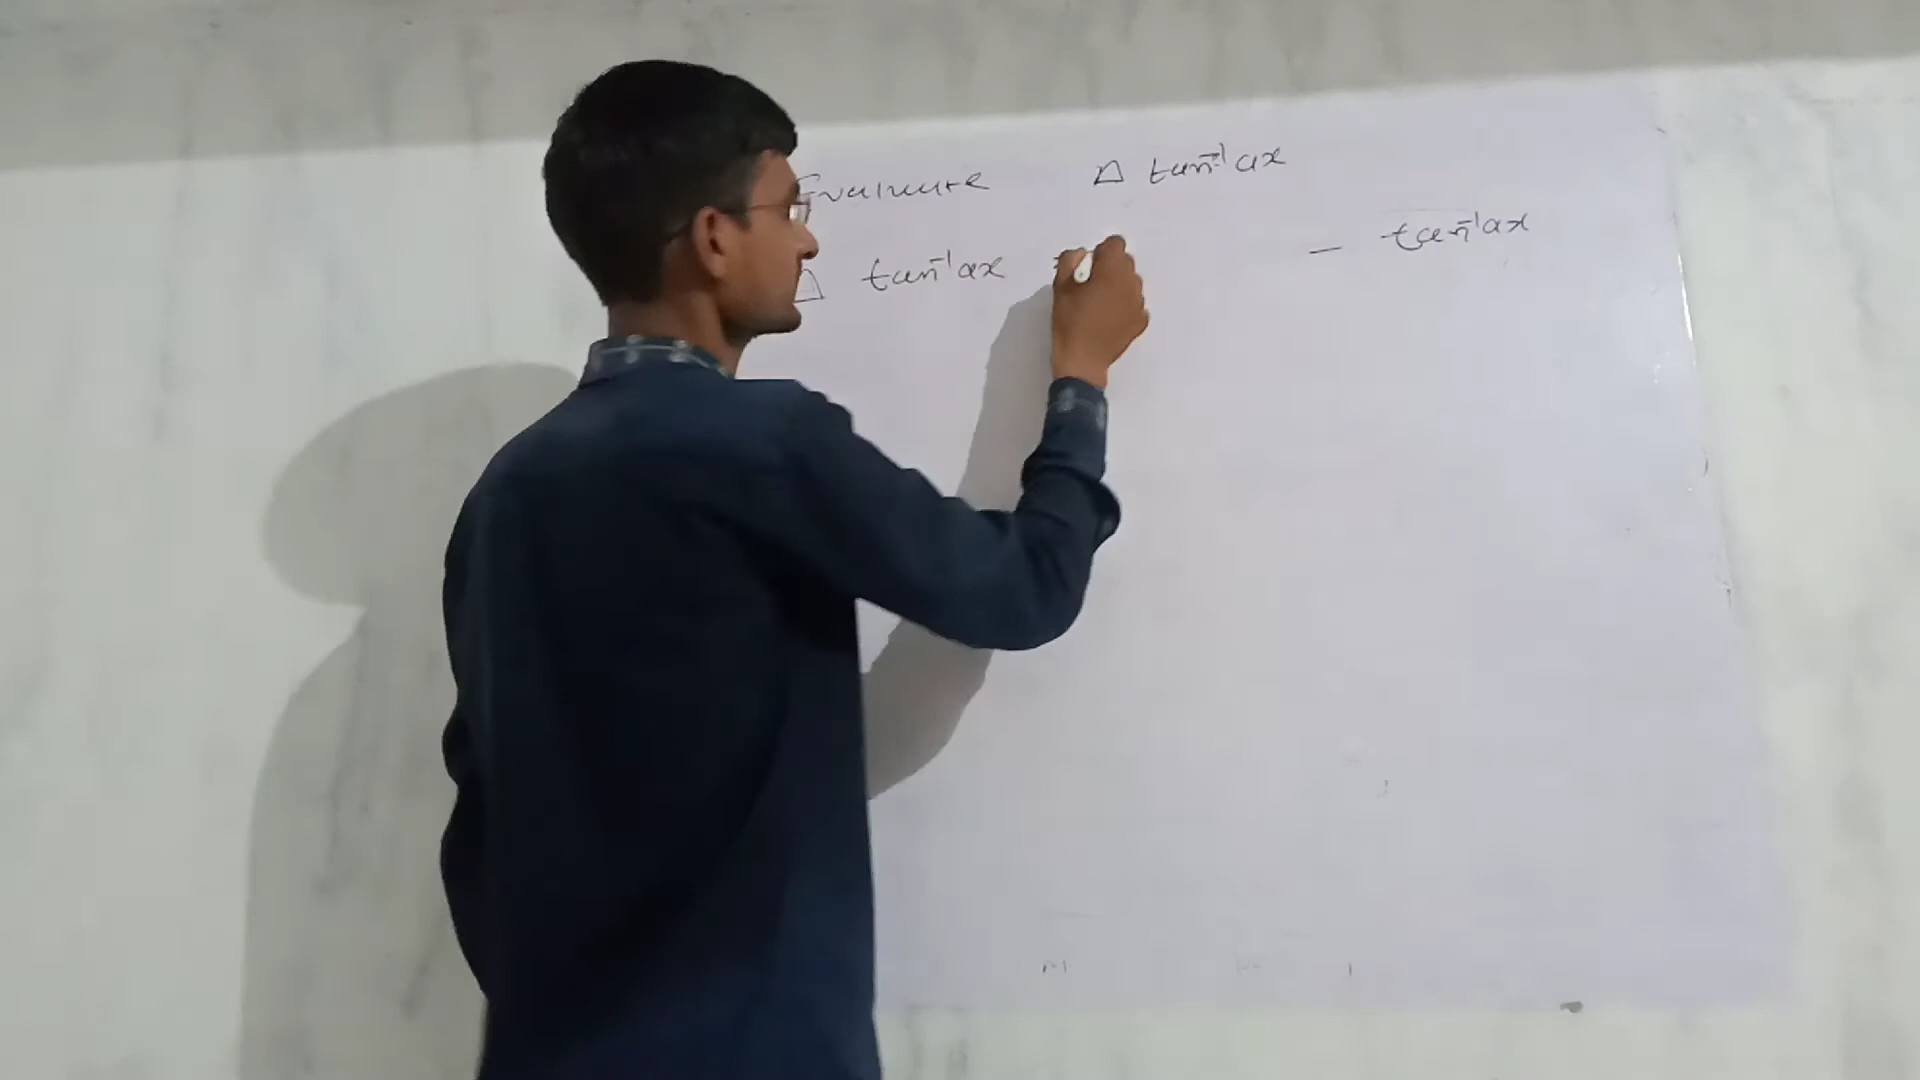 Evaluate Δ tan⁻¹ax
Δ tan⁻¹ax = – tan⁻¹ax